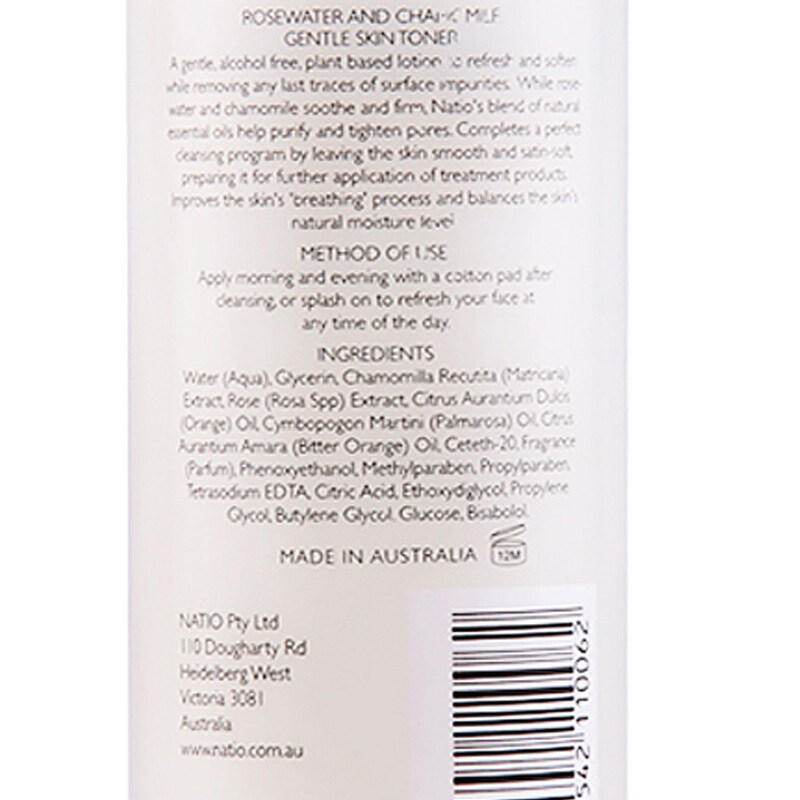 ROSEWATER AND CHAMOMILE
GENTLE SKIN TONER
A gentle, alcohol free, plant based lotion to refresh and soften
while removing any last traces of surface impurities. While rose-
water and chamomile soothe and firm, Natio's blend of natural
essential oils help purify and tighten pores. Completes a perfect
cleansing program by leaving the skin smooth and satin-soft,
preparing it for further application of treatment products.
Improves the skin's "breathing" process and balances the skin's
natural moisture level
METHOD OF USE
Apply morning and evening with a cotton pad after
cleansing, or splash on to refresh your face at
any time of the day.
INGREDIENTS
Water (Aqua), Glycerin, Chamomilla Recutita (Matricaria)
Extract, Rose (Rosa Spp) Extract, Citrus Aurantium Dulcis
(Orange) Oil, Cymbopogon Martini (Palmarosa) Oil, Citrus
Aurantium Amara (Bitter Orange) Oil, Ceteth-20, Fragrance
(Parfum), Phenoxyethanol, Methylparaben, Propylparaben,
Tetrasodium EDTA, Citric Acid, Ethoxydiglycol, Propylene
Glycol, Butylene Glycol, Glucose, Bisabolol.
MADE IN AUSTRALIA 12M
NATIO Pty Ltd
110 Dougharty Rd
Heidelberg West
Victoria 3081
Australia
www.natio.com.au
542 110062